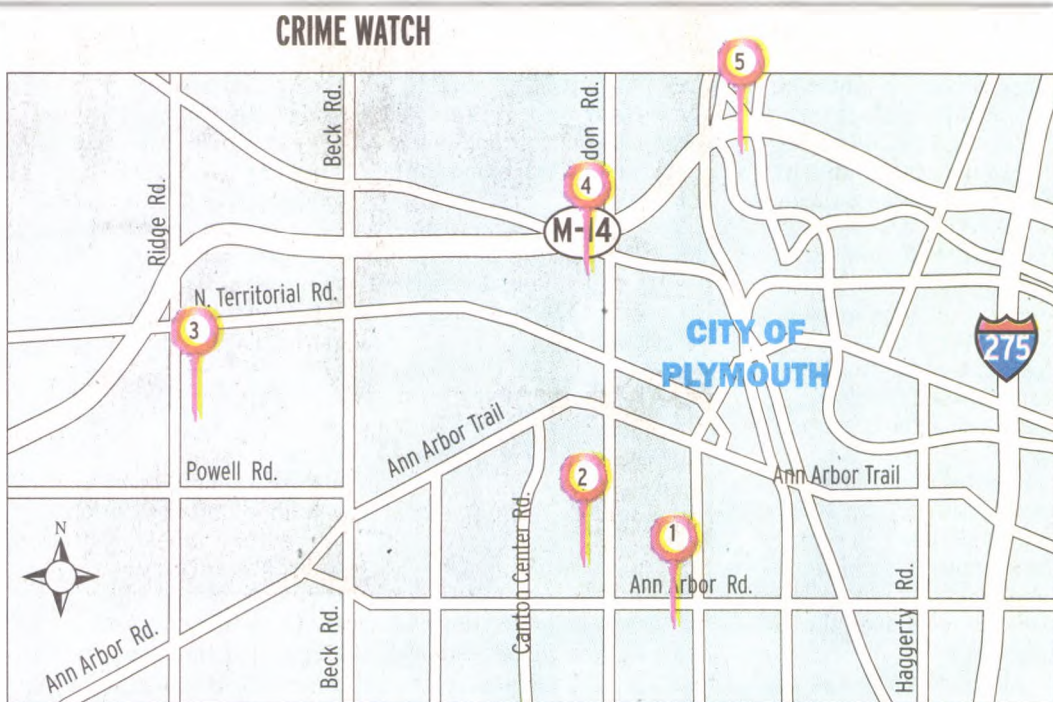 CRIME WATCH
5
Beck Rd.
don Rd.
4
Ridge Rd.
M-14
N. Territorial Rd.
3
CITY OF
PLYMOUTH
275
Ann Arbor Trail
Powell Rd.
2
Ann Arbor Trail
N
1
Canton Center Rd.
Ann Arbor Rd.
Haggerty Rd.
Beck Rd.
Ann Arbor Rd.